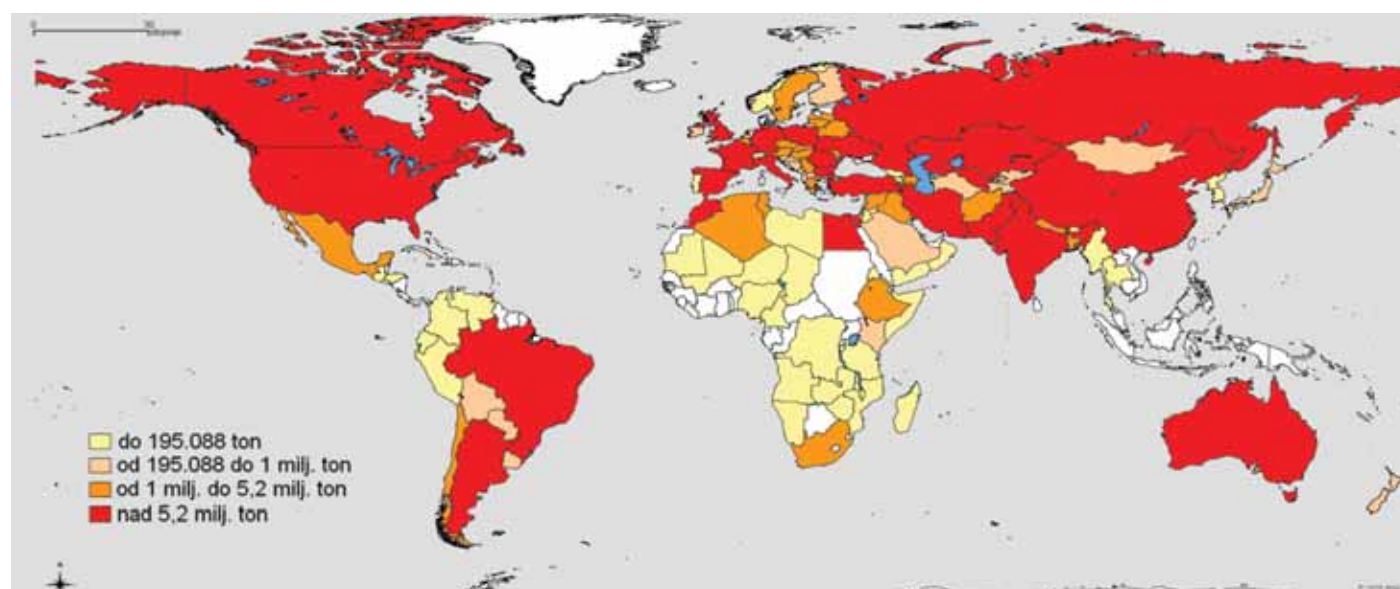 0
do 195.088 ton
od 195.088 do 1 milj. ton
od 1 milj. do 5,2 milj. ton
nad 5,2 milj. ton